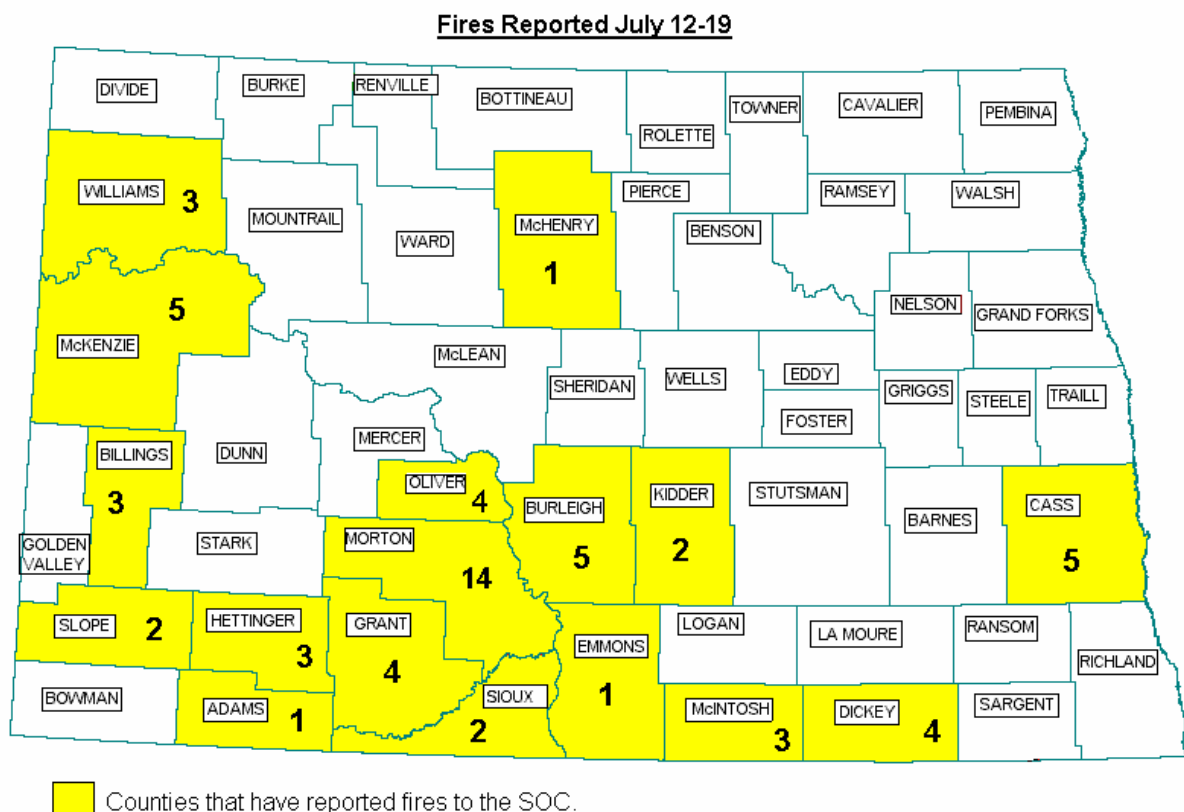 Fires Reported July 12-19
DIVIDE
BURKE
RENVILLE
BOTTINEAU
ROLETTE
TOWNER
CAVALIER
PEMBINA
WILLIAMS
3
MOUNTRAIL
WARD
McHENRY
1
PIERCE
BENSON
RAMSEY
WALSH
McKENZIE
5
McLEAN
SHERIDAN
WELLS
EDDY
FOSTER
NELSON
GRAND FORKS
GRIGGS
STEELE
TRAILL
BILLINGS
3
DUNN
MERCER
OLIVER
4
BURLEIGH
5
KIDDER
2
STUTSMAN
BARNES
CASS
5
GOLDEN
VALLEY
STARK
MORTON
14
SLOPE
2
HETTINGER
3
GRANT
4
EMMONS
1
LOGAN
LA MOURE
RANSOM
RICHLAND
BOWMAN
ADAMS
1
SIOUX
2
McINTOSH
3
DICKEY
4
SARGENT
Counties that have reported fires to the SOC.